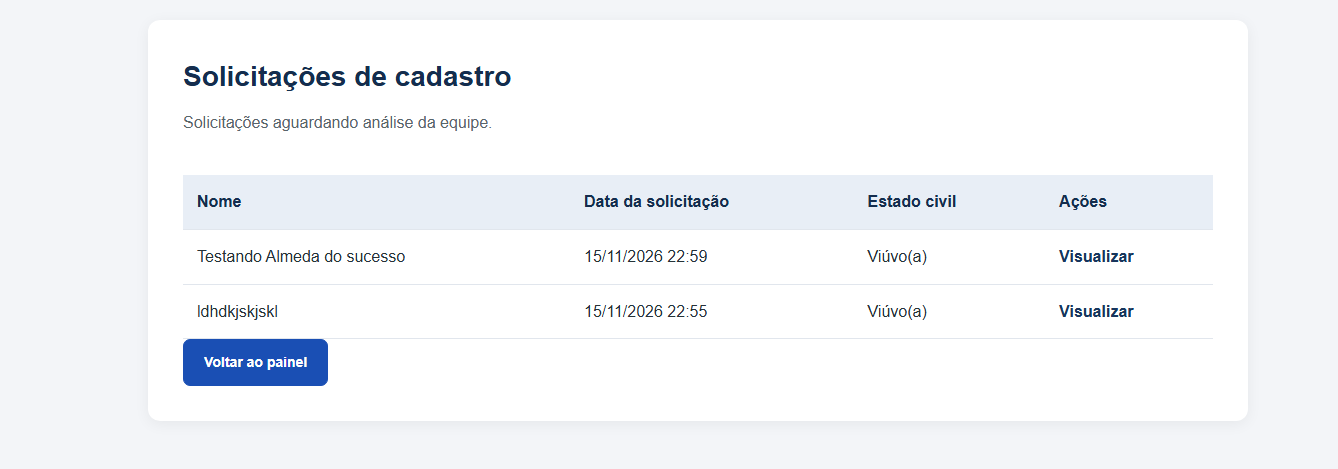 Solicitações de cadastro
Solicitações aguardando análise da equipe.
Nome Data da solicitação Estado civil Ações
Testando Almeda do sucesso 15/11/2026 22:59 Viúvo(a) Visualizar
ldhdkjskjskl 15/11/2026 22:55 Viúvo(a) Visualizar
Voltar ao painel